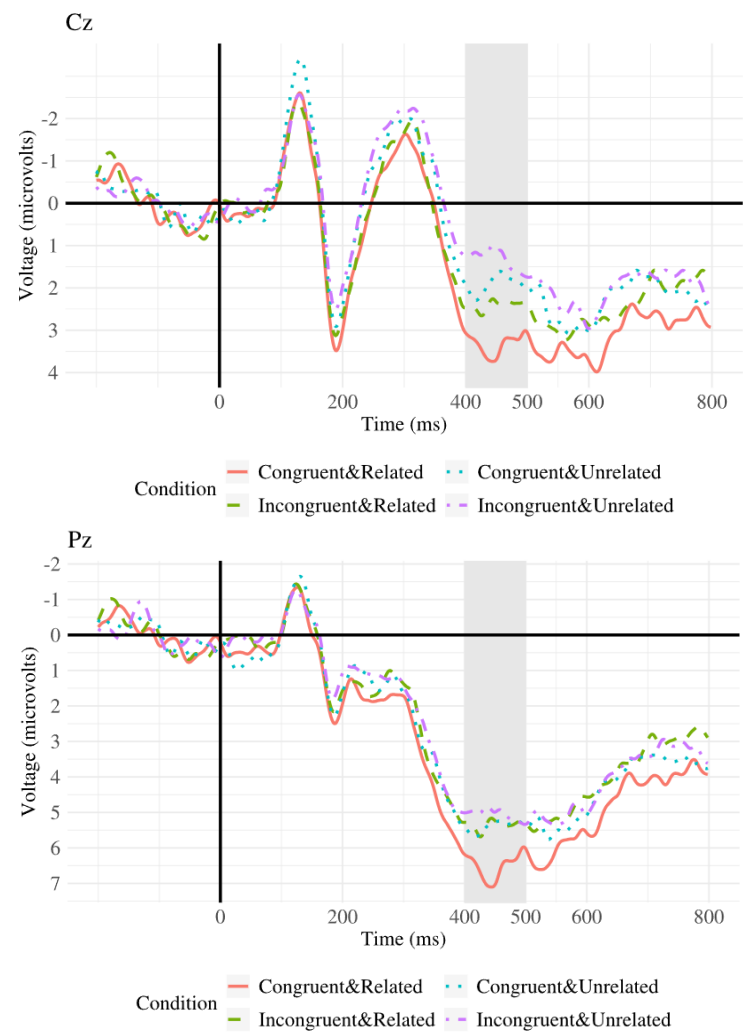 Cz
-2
-1
0
1
2
3
4
Voltage (microvolts)
0 200 400 500 600 800
Time (ms)
Condition
Congruent&Related
Congruent&Unrelated
Incongruent&Related
Incongruent&Unrelated
Pz
-2
-1
0
1
2
3
4
5
6
7
Voltage (microvolts)
0 200 400 500 600 800
Time (ms)
Condition
Congruent&Related
Congruent&Unrelated
Incongruent&Related
Incongruent&Unrelated